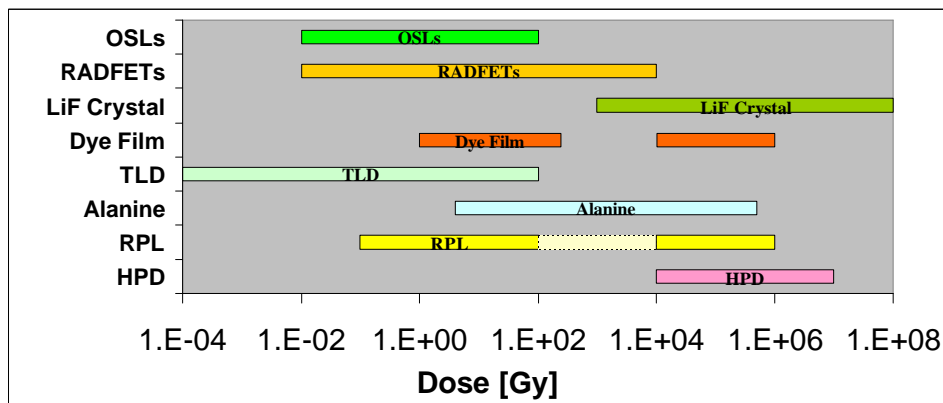 OSLs OSLs
RADFETs RADFETs
LiF Crystal LiF Crystal
Dye Film Dye Film
TLD TLD
Alanine Alanine
RPL RPL
HPD HPD
1.E-04 1.E-02 1.E+00 1.E+02 1.E+04 1.E+06 1.E+08
Dose [Gy]